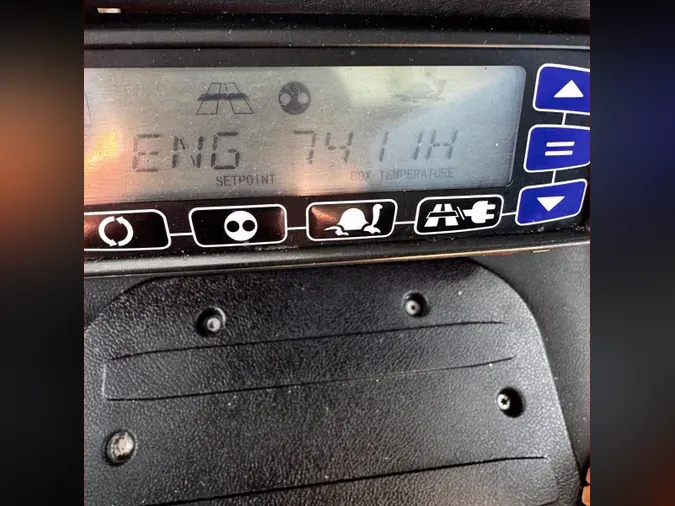 ENG 7411H
SETPOINT BOX TEMPERATURE